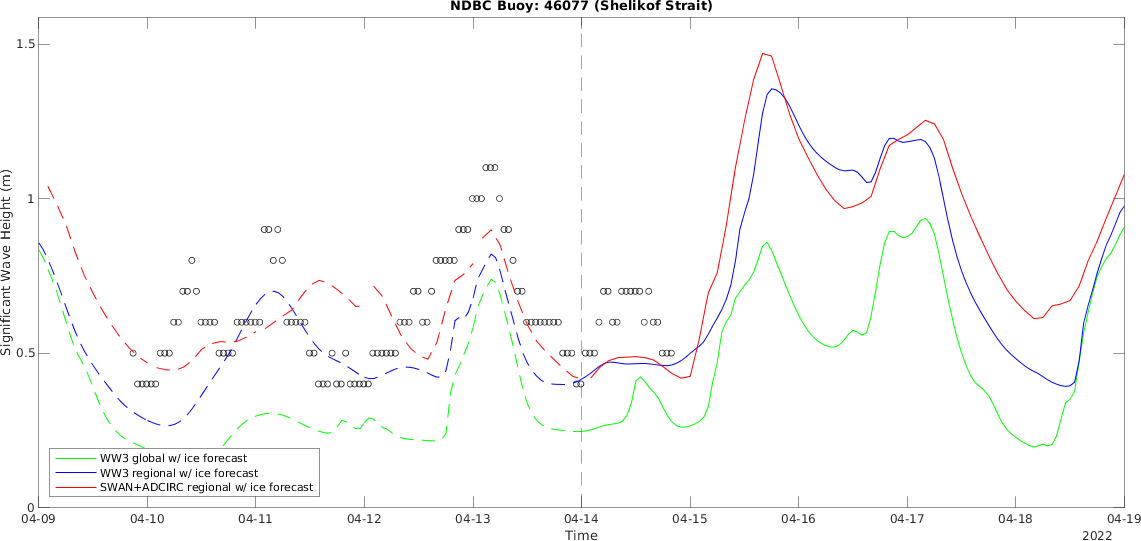 NDBC Buoy: 46077 (Shelikof Strait)
Significant Wave Height (m)
1.5
1
0.5
0
WW3 global w/ ice forecast
WW3 regional w/ ice forecast
SWAN+ADCIRC regional w/ ice forecast
04-09 04-10 04-11 04-12 04-13 04-14 04-15 04-16 04-17 04-18 04-19
Time
2022